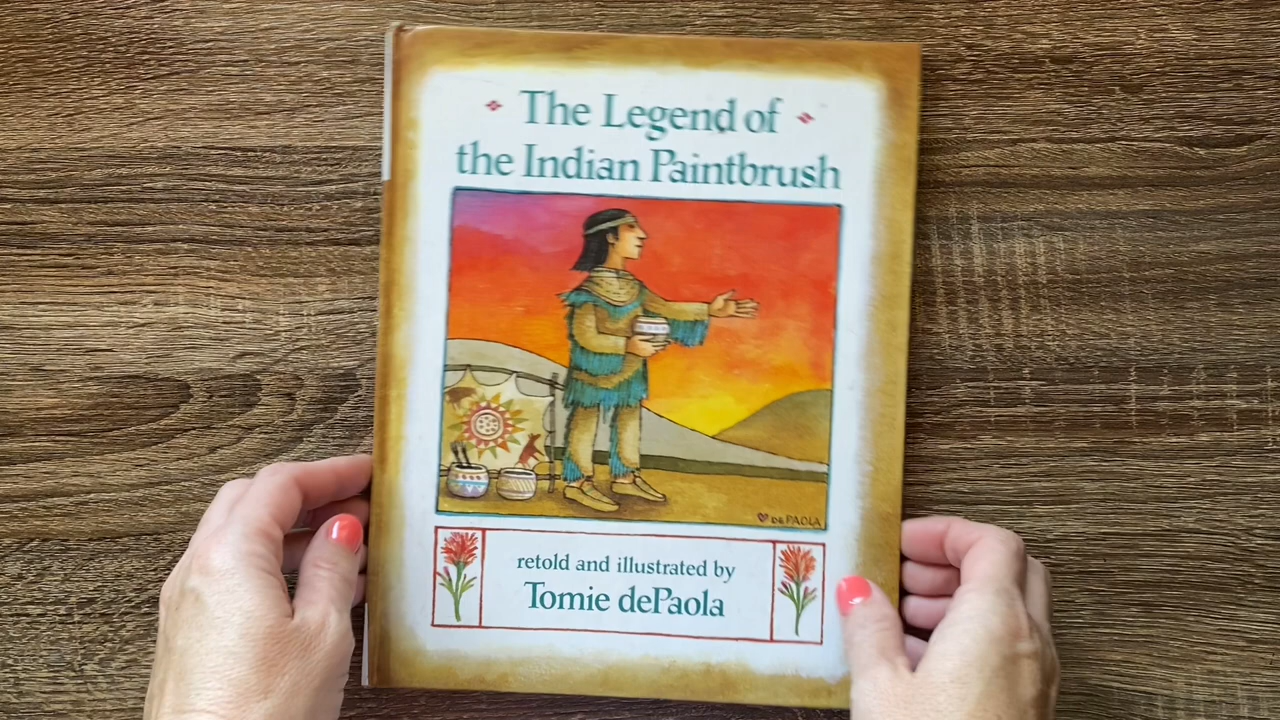 The Legend of
the Indian Paintbrush
DEPAOLA
retold and illustrated by
Tomie dePaola